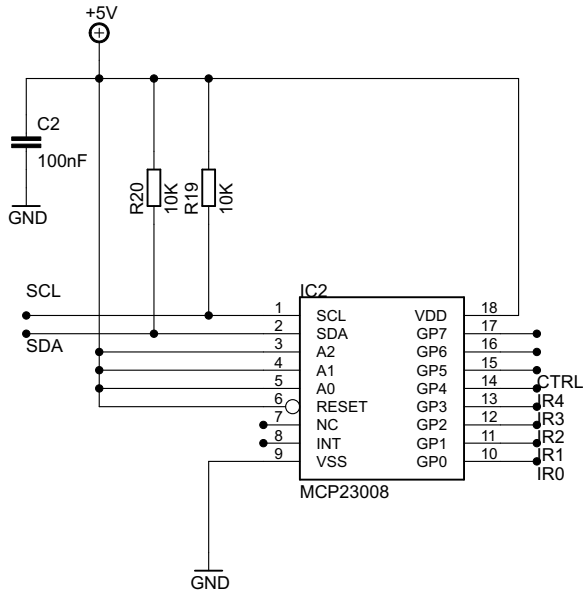 +5V
C2
100nF
GND
R20
10K
R19
10K
SCL
SDA
IC2
1 SCL VDD 18
2 SDA GP7 17
3 A2 GP6 16
4 A1 GP5 15
5 A0 GP4 14
CTRL
6 RESET GP3 13
IR4
7 NC GP2 12
IR3
8 INT GP1 11
IR2
9 VSS GP0 10
IR1
IR0
MCP23008
GND